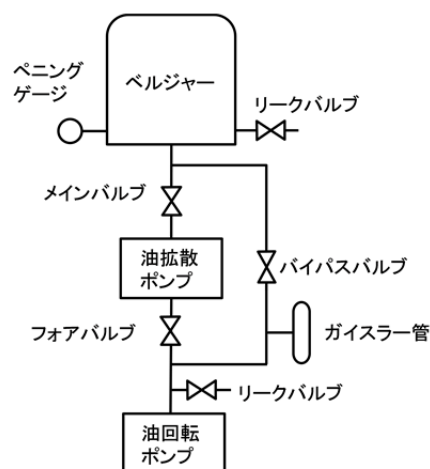 ベルジャー
ペニング
ゲージ
リークバルブ
メインバルブ
油拡散
ポンプ
バイパスバルブ
フォアバルブ
ガイスラー管
リークバルブ
油回転
ポンプ